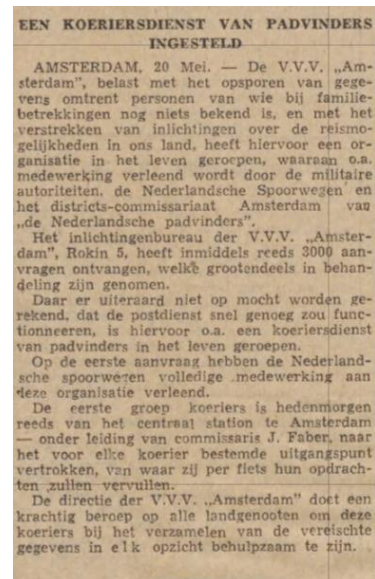 EEN KOERIERSDIENST VAN PADVINDERS
INGESTELD
AMSTERDAM, 20 Mei. — De V.V.V. „Am-
sterdam", belast met het opsporen van gege-
vens omtrent personen van wie bij familie-
betrekkingen nog niets bekend is, en met het
verstrekken van inlichtingen over de reismo-
gelijkheden in ons land, heeft hiervoor een or-
ganisatie in het leven geroepen, waaraan o.a.
medewerking verleend wordt door de militaire
autoriteiten, de Nederlandsche Spoorwegen en
het districts-commissariaat Amsterdam van
„de Nederlandsche padvinders".
Het inlichtingenbureau der V.V.V. „Amster-
dam", Rokin 5, heeft inmiddels reeds 3000 aan-
vragen ontvangen, welke grootendeels in behan-
deling zijn genomen.
Daar er uiteraard niet op mocht worden ge-
rekend, dat de postdienst snel genoeg zou func-
tionneeren, is hiervoor o.a. een koeriersdienst
van padvinders in het leven geroepen.
Op de eerste aanvraag hebben de Nederland-
sche spoorwegen volledige medewerking aan
deze organisatie verleend.
De eerste groep koeriers is hedenmorgen
reeds van het centraal station te Amsterdam
— onder leiding van commissaris J. Faber, naar
het voor elke koerier bestemde uitgangspunt
vertrokken, van waar zij per fiets hun opdrach-
ten zullen vervullen.
De directie der V.V.V. „Amsterdam" doet een
krachtig beroep op alle landgenooten om deze
koeriers bij het verzamelen van de vereischte
gegevens in elk opzicht behulpzaam te zijn.